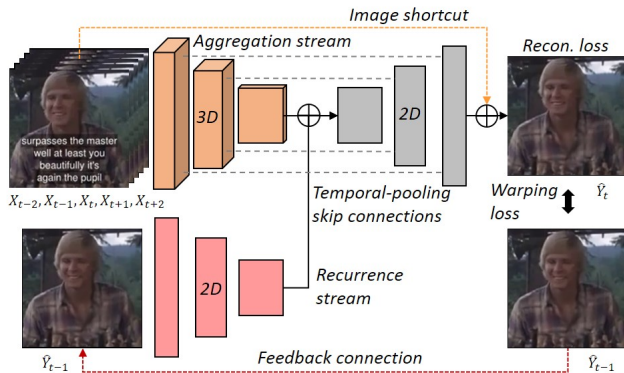 Image shortcut
Aggregation stream
Recon. loss
3D
2D
surpasses the master
well at least you
beautifully it's
again the pupil
X_{t-2}, X_{t-1}, X_t, X_{t+1}, X_{t+2}
Temporal-pooling
skip connections
Warping
loss
Ŷ_t
2D
Recurrence
stream
Ŷ_{t-1}
Feedback connection
Ŷ_{t-1}